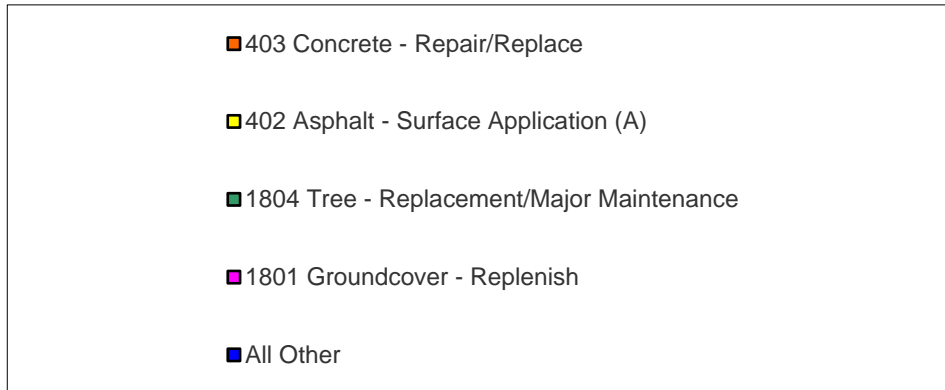 403 Concrete - Repair/Replace
402 Asphalt - Surface Application (A)
1804 Tree - Replacement/Major Maintenance
1801 Groundcover - Replenish
All Other